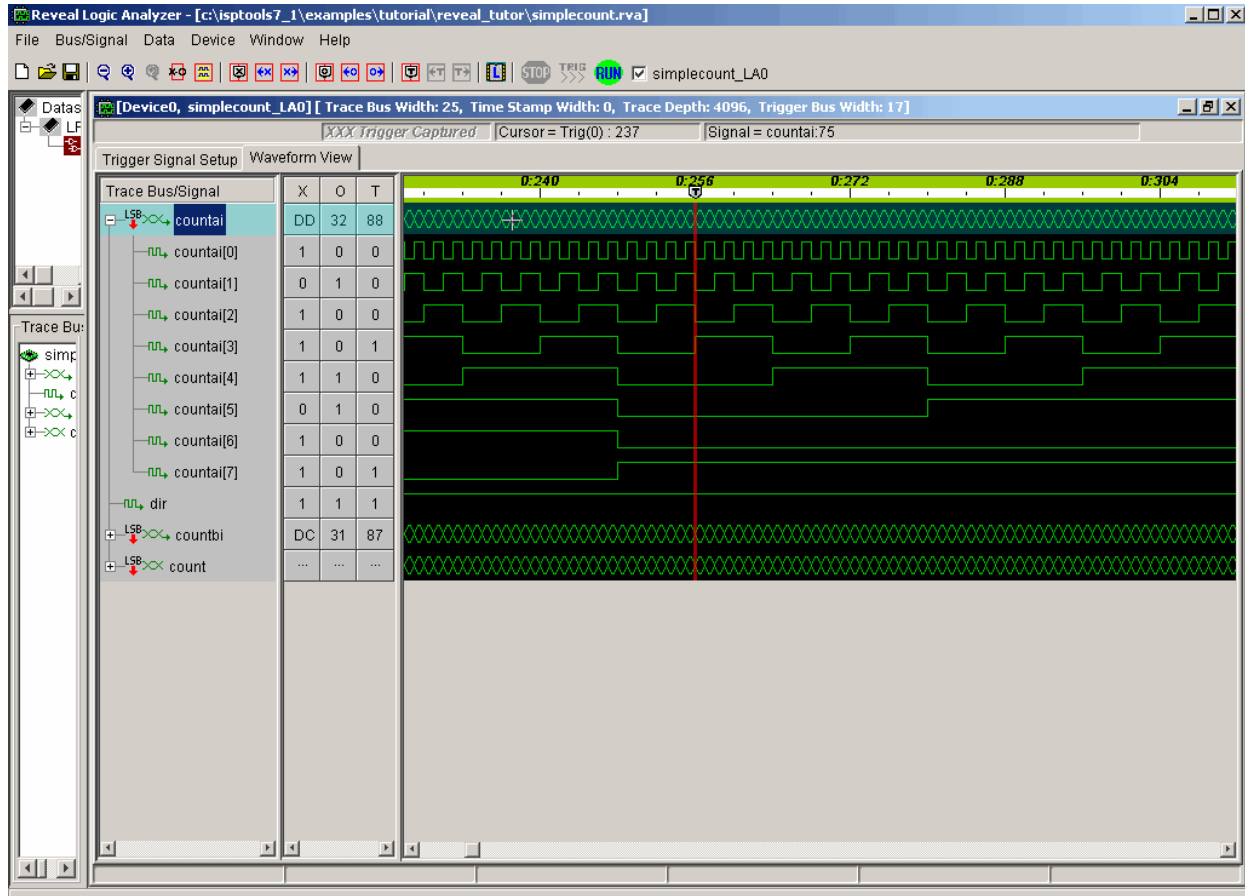 Reveal Logic Analyzer - [c:\isptools7_1\examples\tutorial\reveal_tutor\simplecount.rva]
File Bus/Signal Data Device Window Help
STOP TRIG RUN simplecount_LA0
Datas
LF
[Device0, simplecount_LA0] [ Trace Bus Width: 25, Time Stamp Width: 0, Trace Depth: 4096, Trigger Bus Width: 17]
XXX Trigger Captured Cursor = Trig(0) : 237 Signal = countai:75
Trigger Signal Setup Waveform View
Trace Bus/Signal X O T 0:240 0:256 0:272 0:288 0:304
T
LSB countai DD 32 88
countai[0] 1 0 0
countai[1] 0 1 0
countai[2] 1 0 0
countai[3] 1 0 1
countai[4] 1 1 0
countai[5] 0 1 0
countai[6] 1 0 0
countai[7] 1 0 1
dir 1 1 1
LSB countbi DC 31 87
LSB count ... ... ...
Trace Bu
simp
c
c